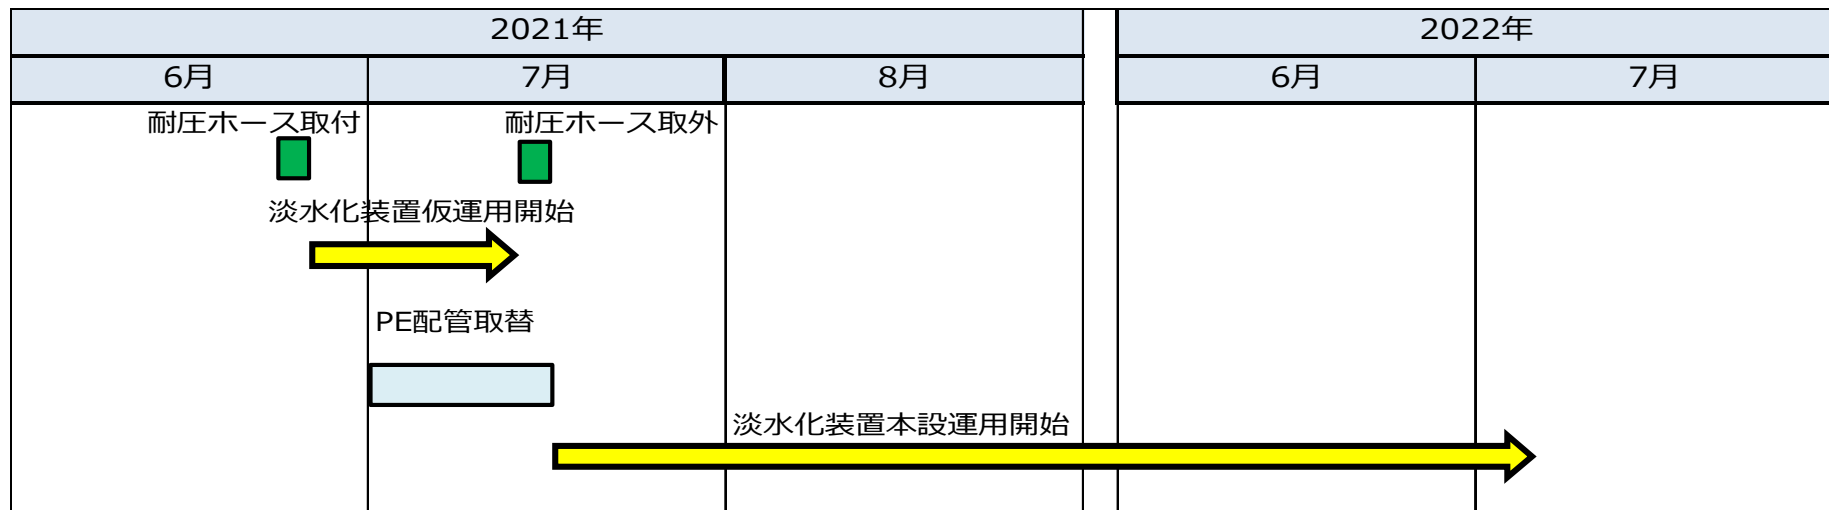 2021年
2022年
6月
7月
8月
6月
7月
耐圧ホース取付
耐圧ホース取外
淡水化装置仮運用開始
PE配管取替
淡水化装置本設運用開始